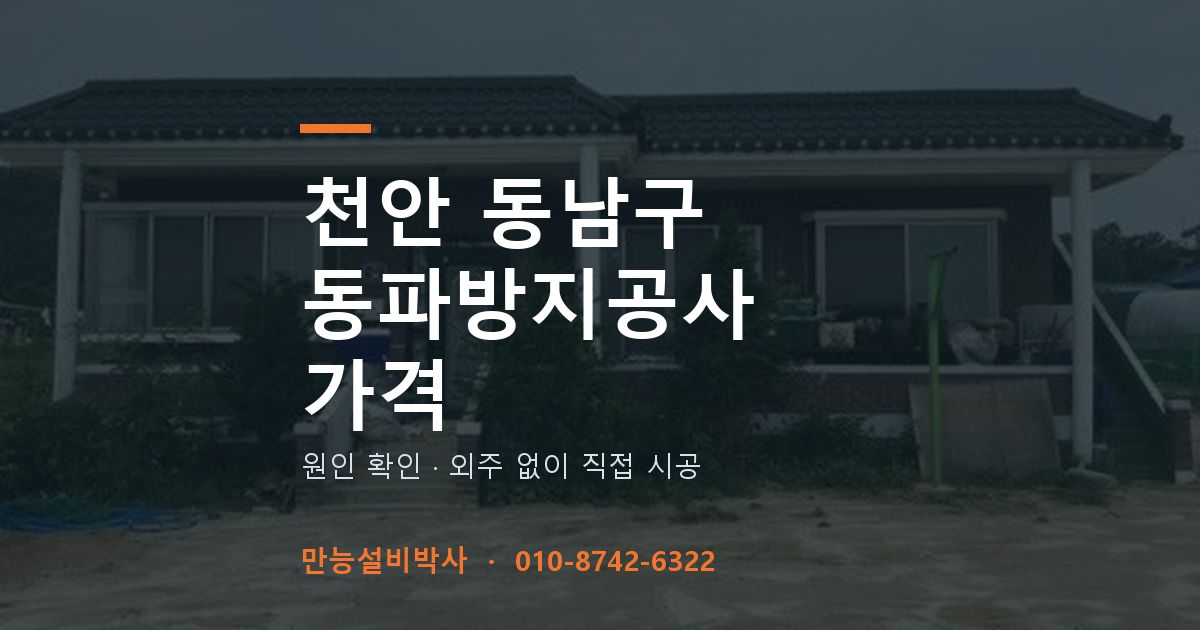 천안 동남구
동파방지공사
가격
원인 확인 · 외주 없이 직접 시공
만능설비박사 · 010-8742-6322